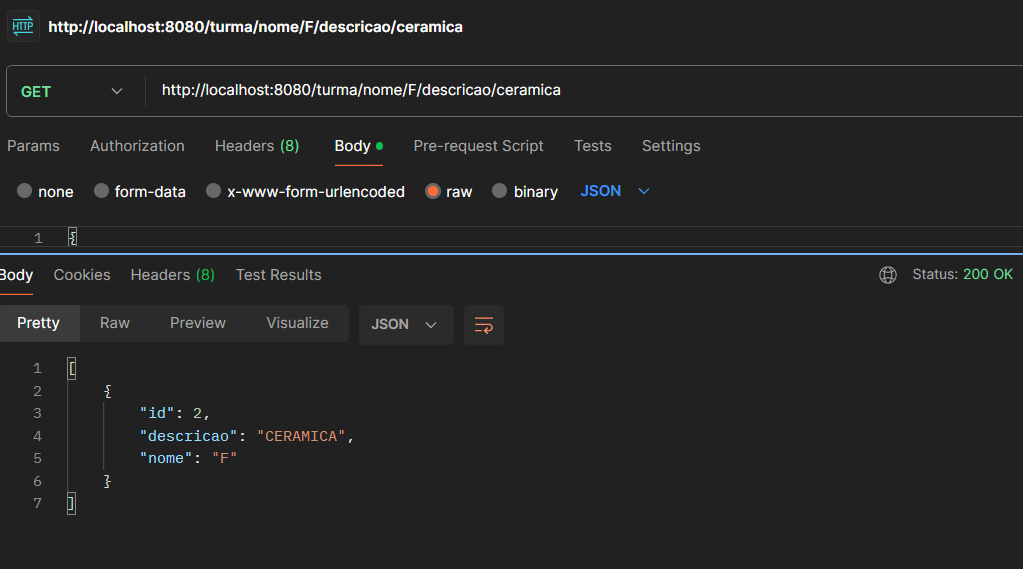 HTTP http://localhost:8080/turma/nome/F/descricao/ceramica
GET http://localhost:8080/turma/nome/F/descricao/ceramica
Params Authorization Headers (8) Body Pre-request Script Tests Settings
none form-data x-www-form-urlencoded raw binary JSON
1 {
Body Cookies Headers (8) Test Results Status: 200 OK
Pretty Raw Preview Visualize JSON
1 [
2 {
3 "id": 2,
4 "descricao": "CERAMICA",
5 "nome": "F"
6 }
7 ]